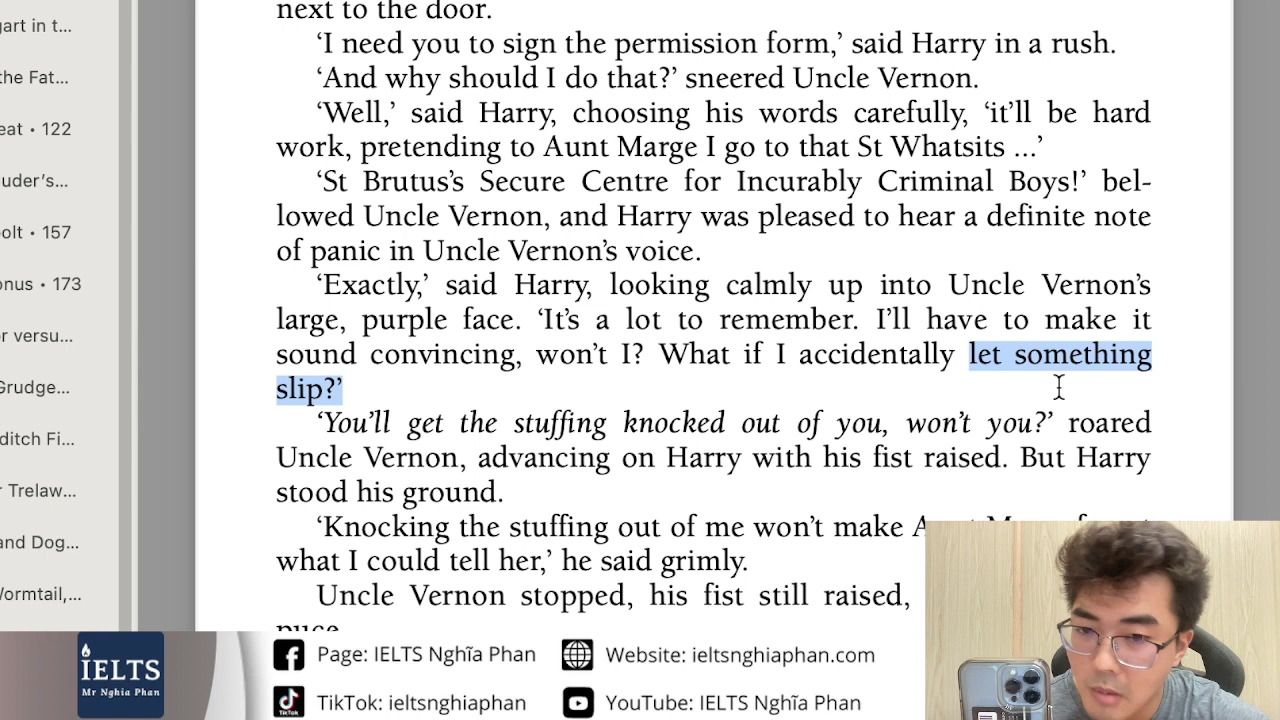 next to the door.
‘I need you to sign the permission form,’ said Harry in a rush.
‘And why should I do that?’ sneered Uncle Vernon.
‘Well,’ said Harry, choosing his words carefully, ‘it’ll be hard
work, pretending to Aunt Marge I go to that St Whatsits ...’
‘St Brutus’s Secure Centre for Incurably Criminal Boys!’ bel-
lowed Uncle Vernon, and Harry was pleased to hear a definite note
of panic in Uncle Vernon’s voice.
‘Exactly,’ said Harry, looking calmly up into Uncle Vernon’s
large, purple face. ‘It’s a lot to remember. I’ll have to make it
sound convincing, won’t I? What if I accidentally let something
slip?’
‘You’ll get the stuffing knocked out of you, won’t you?’ roared
Uncle Vernon, advancing on Harry with his fist raised. But Harry
stood his ground.
‘Knocking the stuffing out of me won’t make
what I could tell her,’ he said grimly.
Uncle Vernon stopped, his fist still raised,
puce.
gart in t...
the Fat...
eat • 122
uder’s...
olt • 157
onus • 173
r versu...
Grudge...
ditch Fi...
r Trelaw...
and Dog...
Wormtail,...
IELTS
Mr Nghia Phan
Page: IELTS Nghĩa Phan
Website: ieltsnghiaphan.com
TikTok
TikTok: ieltsnghiaphan
YouTube: IELTS Nghĩa Phan